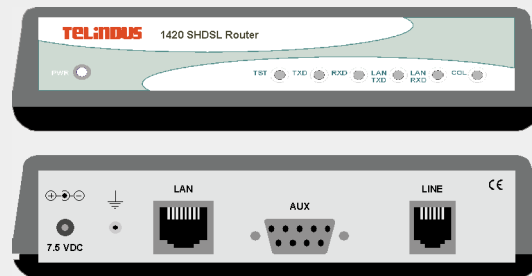 TELiNDUS 1420 SHDSL Router
PWR TST TXD RXD LAN TXD LAN RXD COL
LAN LINE CE
AUX
7.5 VDC